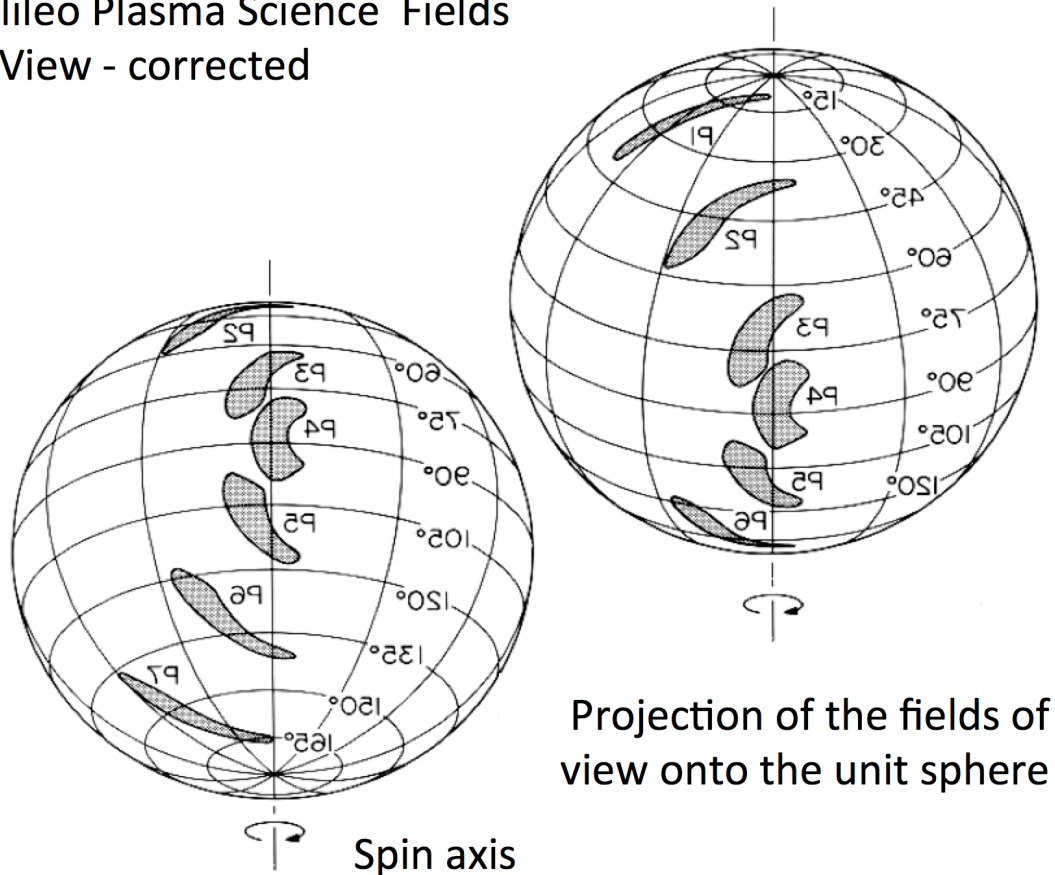 lileo Plasma Science Fields
View - corrected
15°
P1
30°
45°
P2
60°
75°
P3
90°
P4
105°
P5
120°
P6
P2
P3
60°
75°
P4
90°
P5
105°
P6
120°
135°
P7
150°
165°
Projection of the fields of
view onto the unit sphere
Spin axis